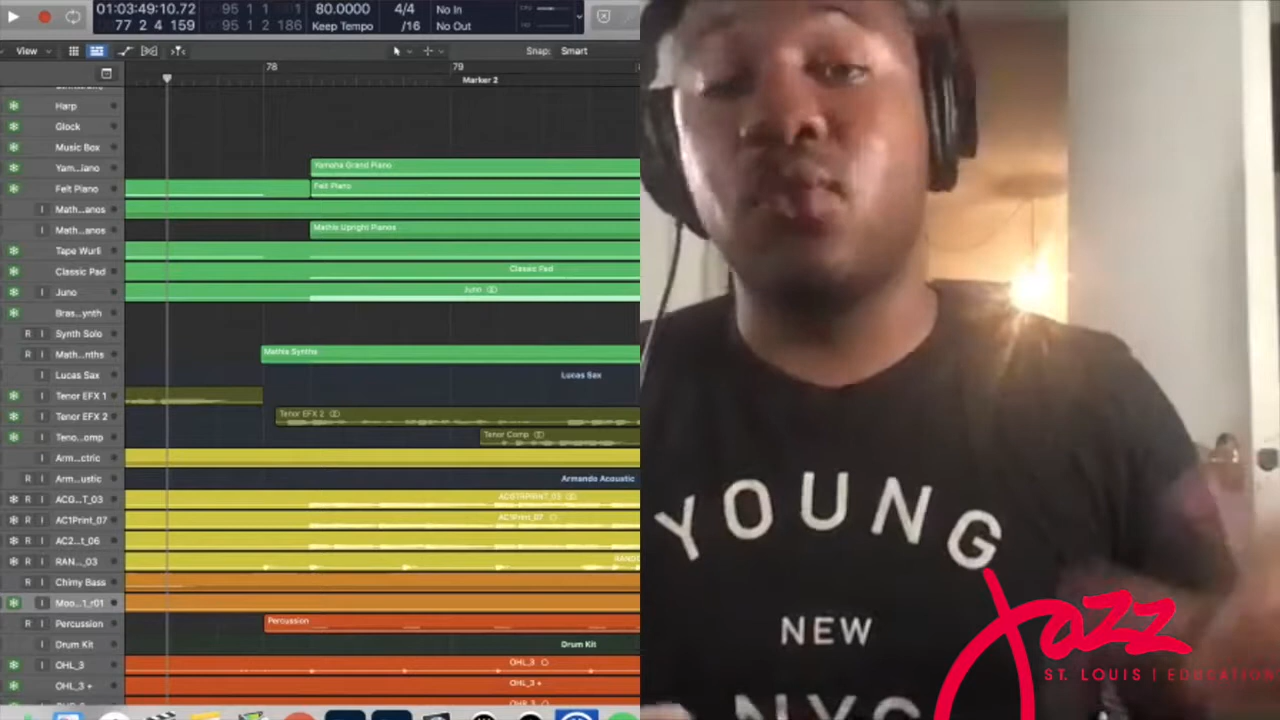 01:03:49:10.72
77 2 4 159
95 1 1 1
95 1 2 186
80.0000
Keep Tempo
4/4
/16
No In
No Out
View
Snap: Smart
78
79
Marker 2
Harp
Glock
Music Box
Yam...iano
Yamaha Grand Piano
Felt Piano
Felt Piano
I Math...anos
I Math...anos
Mathis Upright Pianos
Tape Wurli
Classic Pad
Classic Pad
I Juno
Juno
Bras...ynth
R I Synth Solo
R I Math...nths
Mathis Synths
I Lucas Sax
Lucas Sax
Tenor EFX 1
Tenor EFX 2
Tenor EFX 2
I Teno...omp
Tenor Comp
I Arm...ctric
I Arm...ustic
Armando Acoustic
R I ACG...T_03
ACGTRPRINT_03
R I AC1Print_07
AC1Print_07
R I AC2...t_06
R I RAN..._03
R I Chimy Bass
I Moo...1_r01
R I Percussion
Percussion
I Drum Kit
Drum Kit
I OHL_3
OHL_3
I OHL_3 +
OHL_3 +
YOUNG
NEW
NYC
Jazz
ST. LOUIS | EDUCATION